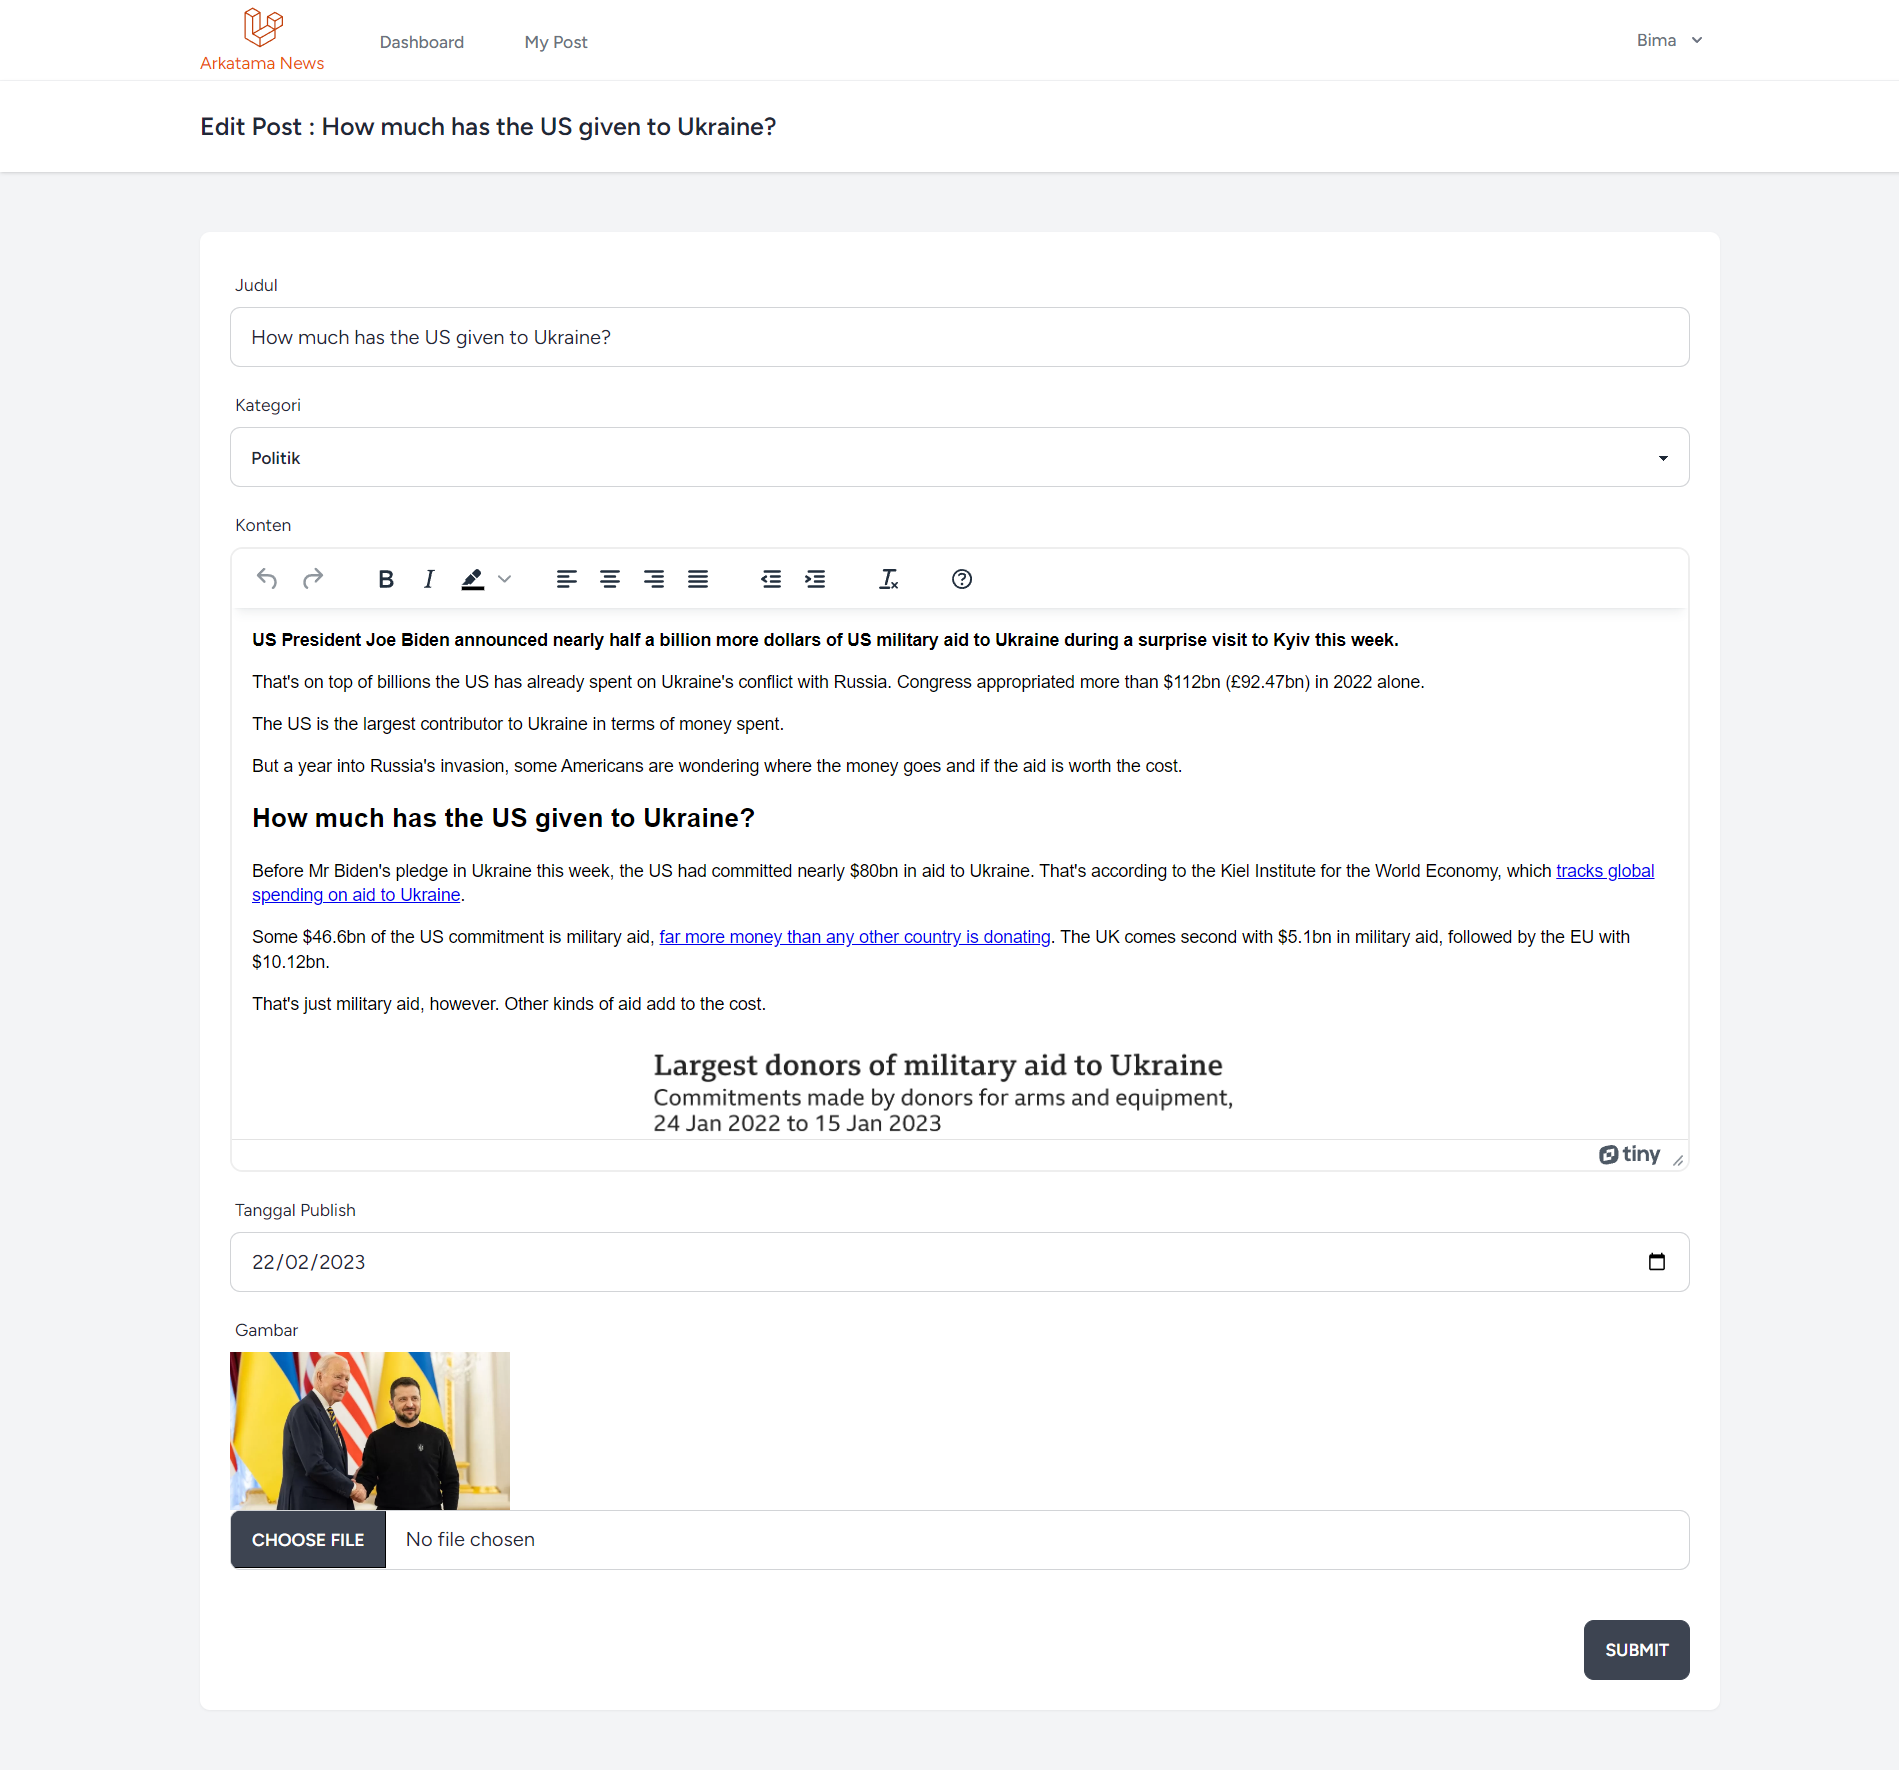 Arkatama News
Dashboard
My Post
Bima
Edit Post : How much has the US given to Ukraine?
Judul
How much has the US given to Ukraine?
Kategori
Politik
Konten
US President Joe Biden announced nearly half a billion more dollars of US military aid to Ukraine during a surprise visit to Kyiv this week.
That's on top of billions the US has already spent on Ukraine's conflict with Russia. Congress appropriated more than $112bn (£92.47bn) in 2022 alone.
The US is the largest contributor to Ukraine in terms of money spent.
But a year into Russia's invasion, some Americans are wondering where the money goes and if the aid is worth the cost.
How much has the US given to Ukraine?
Before Mr Biden's pledge in Ukraine this week, the US had committed nearly $80bn in aid to Ukraine. That's according to the Kiel Institute for the World Economy, which tracks global
spending on aid to Ukraine.
Some $46.6bn of the US commitment is military aid, far more money than any other country is donating. The UK comes second with $5.1bn in military aid, followed by the EU with
$10.12bn.
That's just military aid, however. Other kinds of aid add to the cost.
Largest donors of military aid to Ukraine
Commitments made by donors for arms and equipment,
24 Jan 2022 to 15 Jan 2023
tiny
Tanggal Publish
22/02/2023
Gambar
CHOOSE FILE
No file chosen
SUBMIT